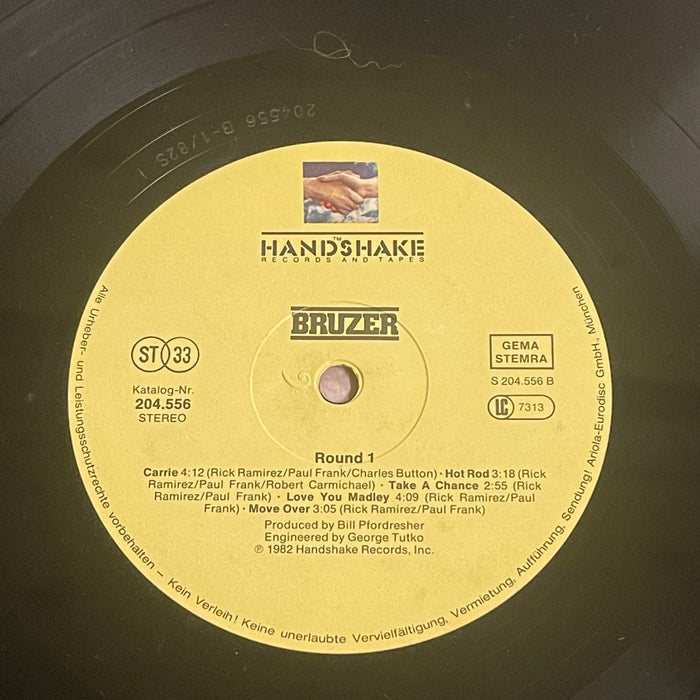 204556 B-1/82S
HANDSHAKE™
RECORDS AND TAPES
BRUZER
ST 33
Katalog-Nr.
204.556
STEREO
GEMA
STEMRA
S 204.556 B
LC 7313
Round 1
Carrie 4:12 (Rick Ramirez/Paul Frank/Charles Button) · Hot Rod 3:18 (Rick
Ramirez/Paul Frank/Robert Carmichael) · Take A Chance 2:55 (Rick
Ramirez/Paul Frank) · Love You Madley 4:09 (Rick Ramirez/Paul
Frank) · Move Over 3:05 (Rick Ramirez/Paul Frank)
Produced by Bill Pfordresher
Engineered by George Tutko
℗ 1982 Handshake Records, Inc.
Alle Urheber- und Leistungsschutzrechte vorbehalten – Kein Verleih! Keine unerlaubte Vervielfältigung, Vermietung, Aufführung, Sendung! Ariola-Eurodisc GmbH., München